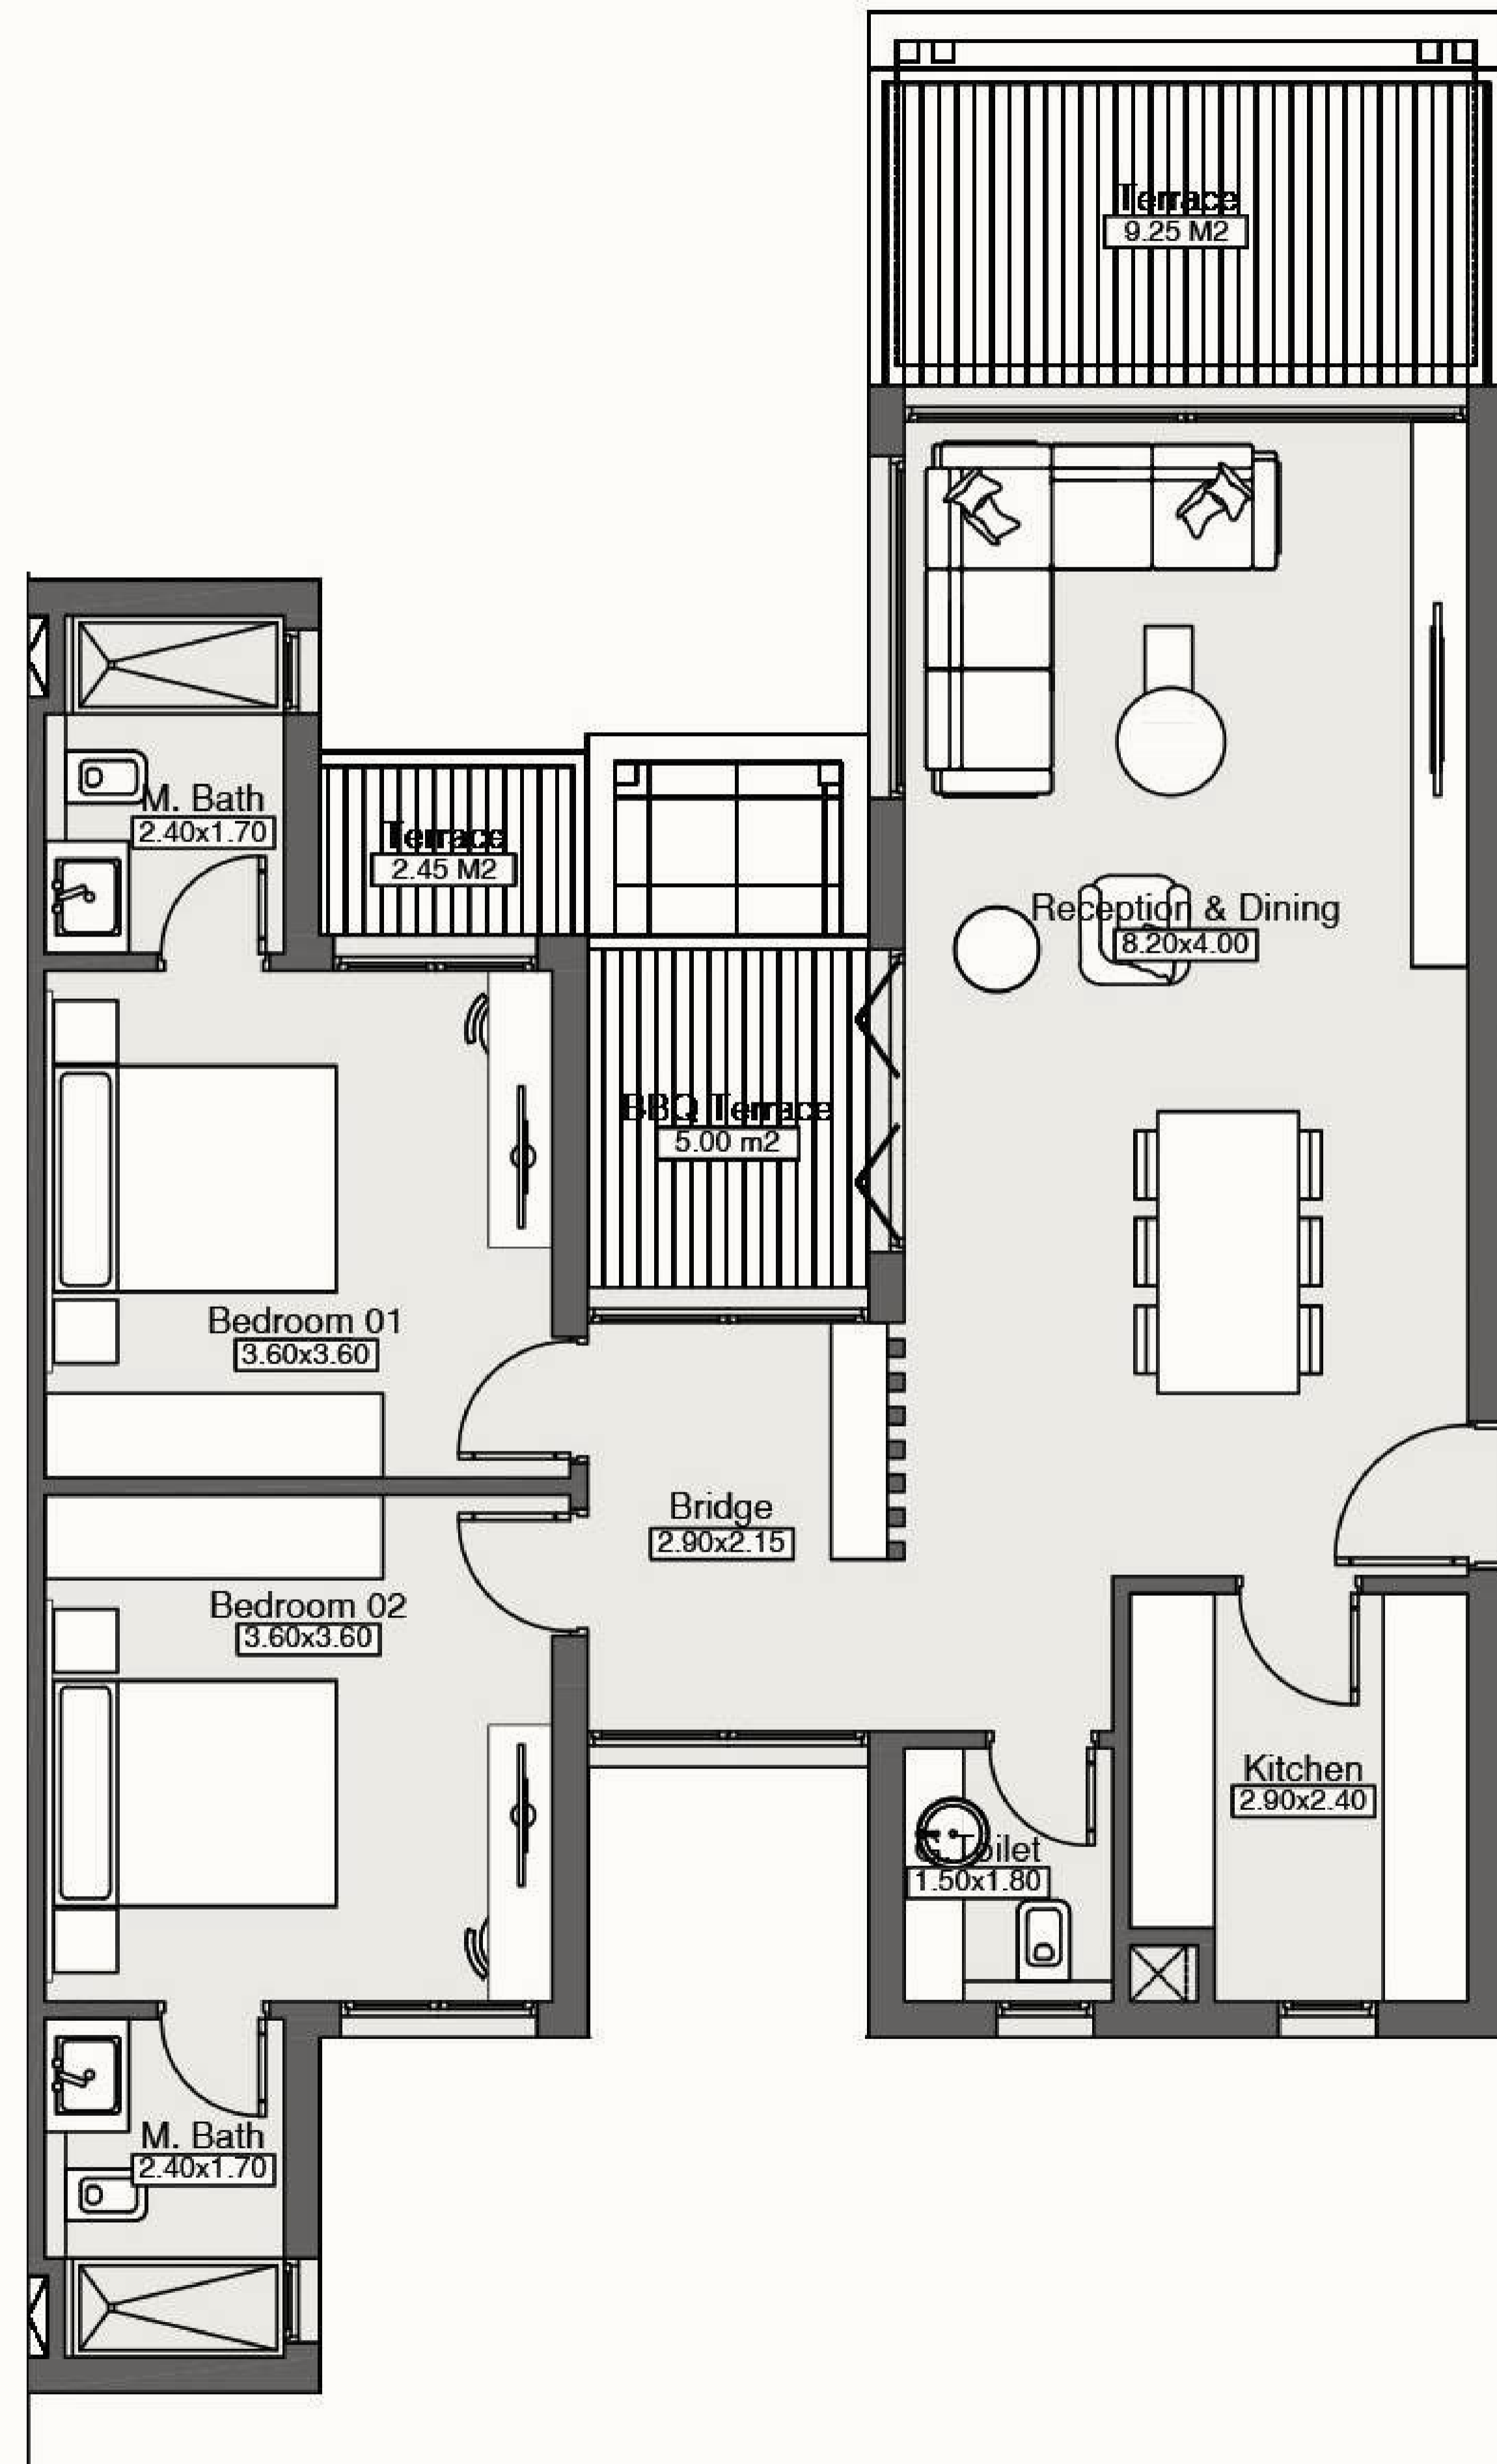 Terrace
9.25 M2
M. Bath
2.40x1.70
Terrace
2.45 M2
Reception & Dining
8.20x4.00
BBQ Terrace
5.00 m2
Bedroom 01
3.60x3.60
Bridge
2.90x2.15
Bedroom 02
3.60x3.60
Kitchen
2.90x2.40
Toilet
1.50x1.80
M. Bath
2.40x1.70